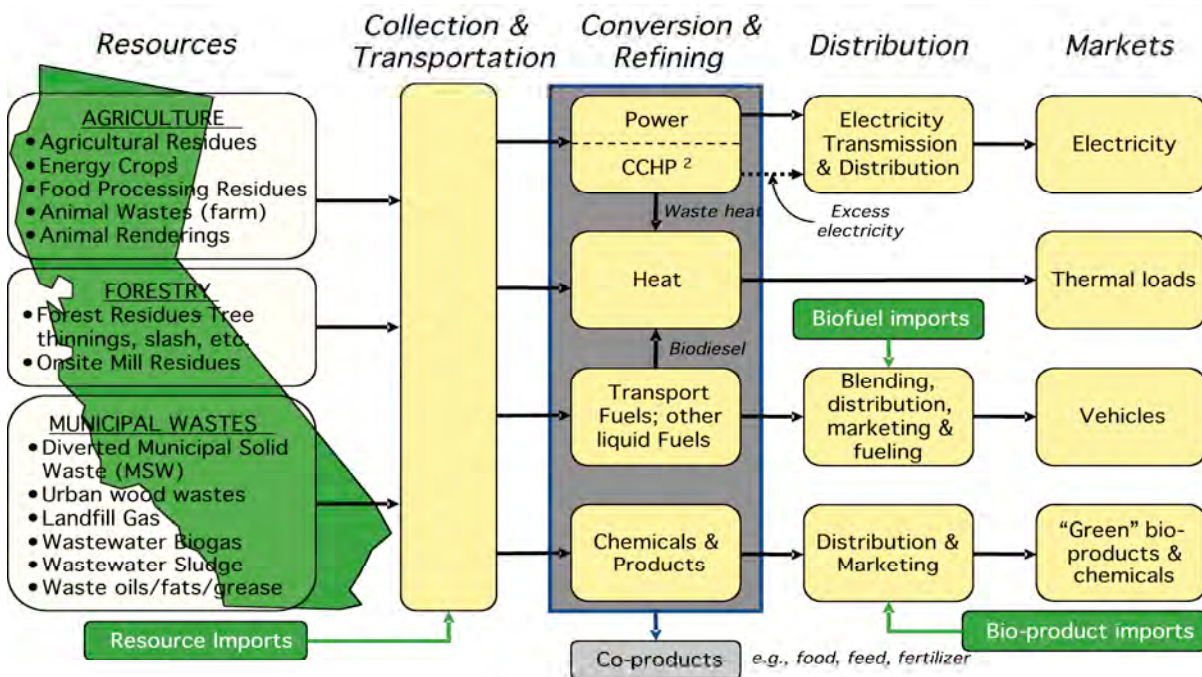 Resources
Collection &
Transportation
Conversion &
Refining
Distribution
Markets
AGRICULTURE
• Agricultural Residues
• Energy Crops1
• Food Processing Residues
• Animal Wastes (farm)
• Animal Renderings
FORESTRY
• Forest Residues Tree
thinnings, slash, etc.
• Onsite Mill Residues
MUNICIPAL WASTES
• Diverted Municipal Solid
Waste (MSW)
• Urban wood wastes
• Landfill Gas
• Wastewater Biogas
• Wastewater Sludge
• Waste oils/fats/grease
Resource Imports
Power
CCHP 2
Waste heat
Heat
Biodiesel
Transport
Fuels; other
liquid Fuels
Chemicals &
Products
Co-products
e.g., food, feed, fertilizer
Electricity
Transmission
& Distribution
Excess
electricity
Biofuel imports
Blending,
distribution,
marketing &
fueling
Distribution &
Marketing
Bio-product imports
Electricity
Thermal loads
Vehicles
“Green” bio-
products &
chemicals